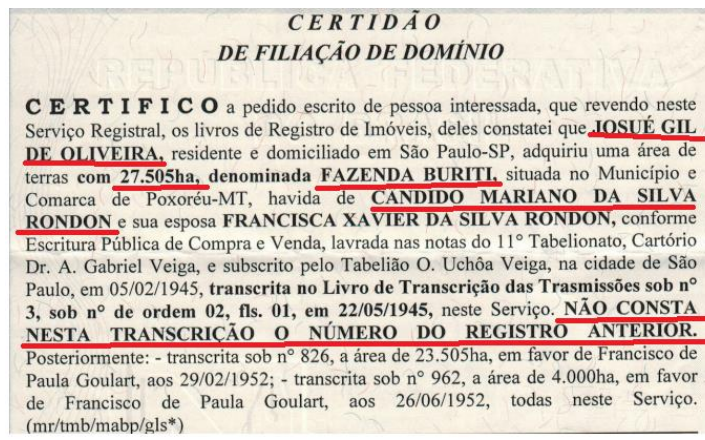 CERTIDÃO
DE FILIAÇÃO DE DOMÍNIO
REPÚBLICA FEDERATIVA
CERTIFICO a pedido escrito de pessoa interessada, que revendo neste
Serviço Registral, os livros de Registro de Imóveis, deles constatei que JOSUÉ GIL
DE OLIVEIRA, residente e domiciliado em São Paulo-SP, adquiriu uma área de
terras com 27.505ha, denominada FAZENDA BURITI, situada no Município e
Comarca de Poxoréu-MT, havida de CANDIDO MARIANO DA SILVA
RONDON e sua esposa FRANCISCA XAVIER DA SILVA RONDON, conforme
Escritura Pública de Compra e Venda, lavrada nas notas do 11° Tabelionato, Cartório
Dr. A. Gabriel Veiga, e subscrito pelo Tabelião O. Uchôa Veiga, na cidade de São
Paulo, em 05/02/1945, transcrita no Livro de Transcrição das Trasmissões sob n°
3, sob n° de ordem 02, fls. 01, em 22/05/1945, neste Serviço. NÃO CONSTA
NESTA TRANSCRIÇÃO O NÚMERO DO REGISTRO ANTERIOR.
Posteriormente: - transcrita sob n° 826, a área de 23.505ha, em favor de Francisco de
Paula Goulart, aos 29/02/1952; - transcrita sob n° 962, a área de 4.000ha, em favor
de Francisco de Paula Goulart, aos 26/06/1952, todas neste Serviço.
(mr/tmb/mabp/gls*)